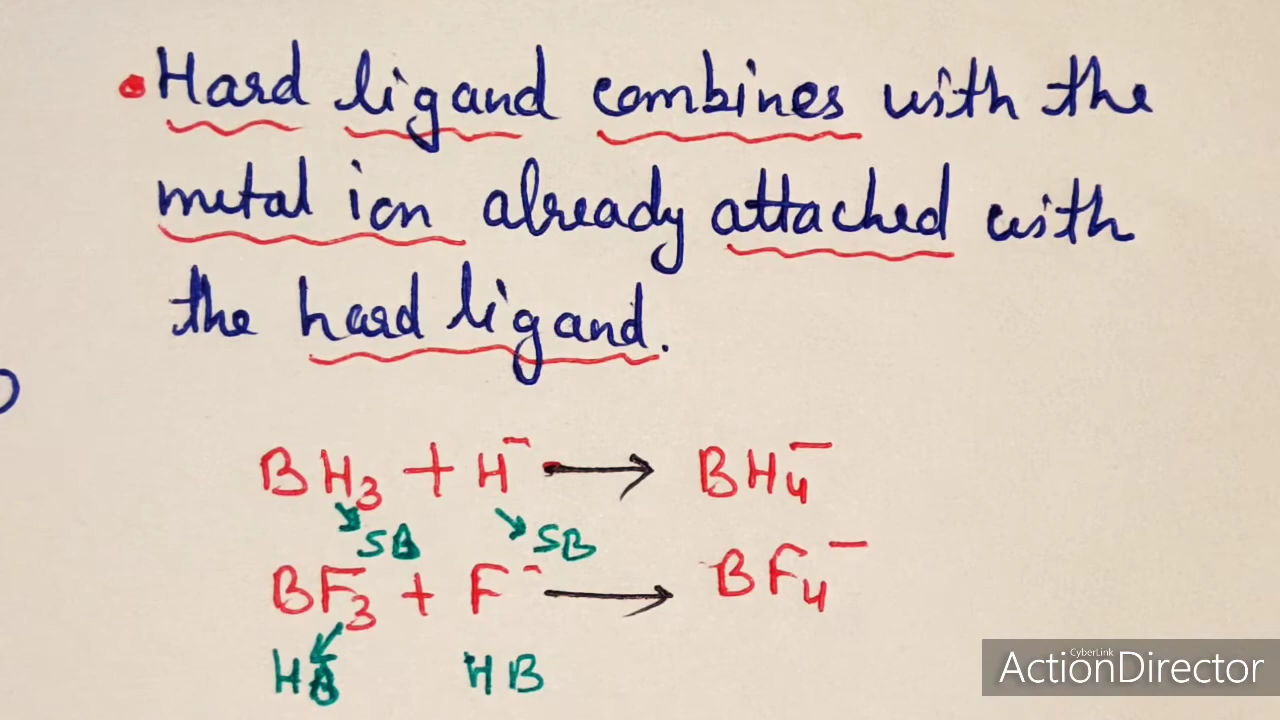 • Hard ligand combines with the
metal ion already attached with
the hard ligand.
BH₃ + H⁻ → BH₄⁻
SB SB
BF₃ + F⁻ → BF₄⁻
HB HB
CyberLink
ActionDirector